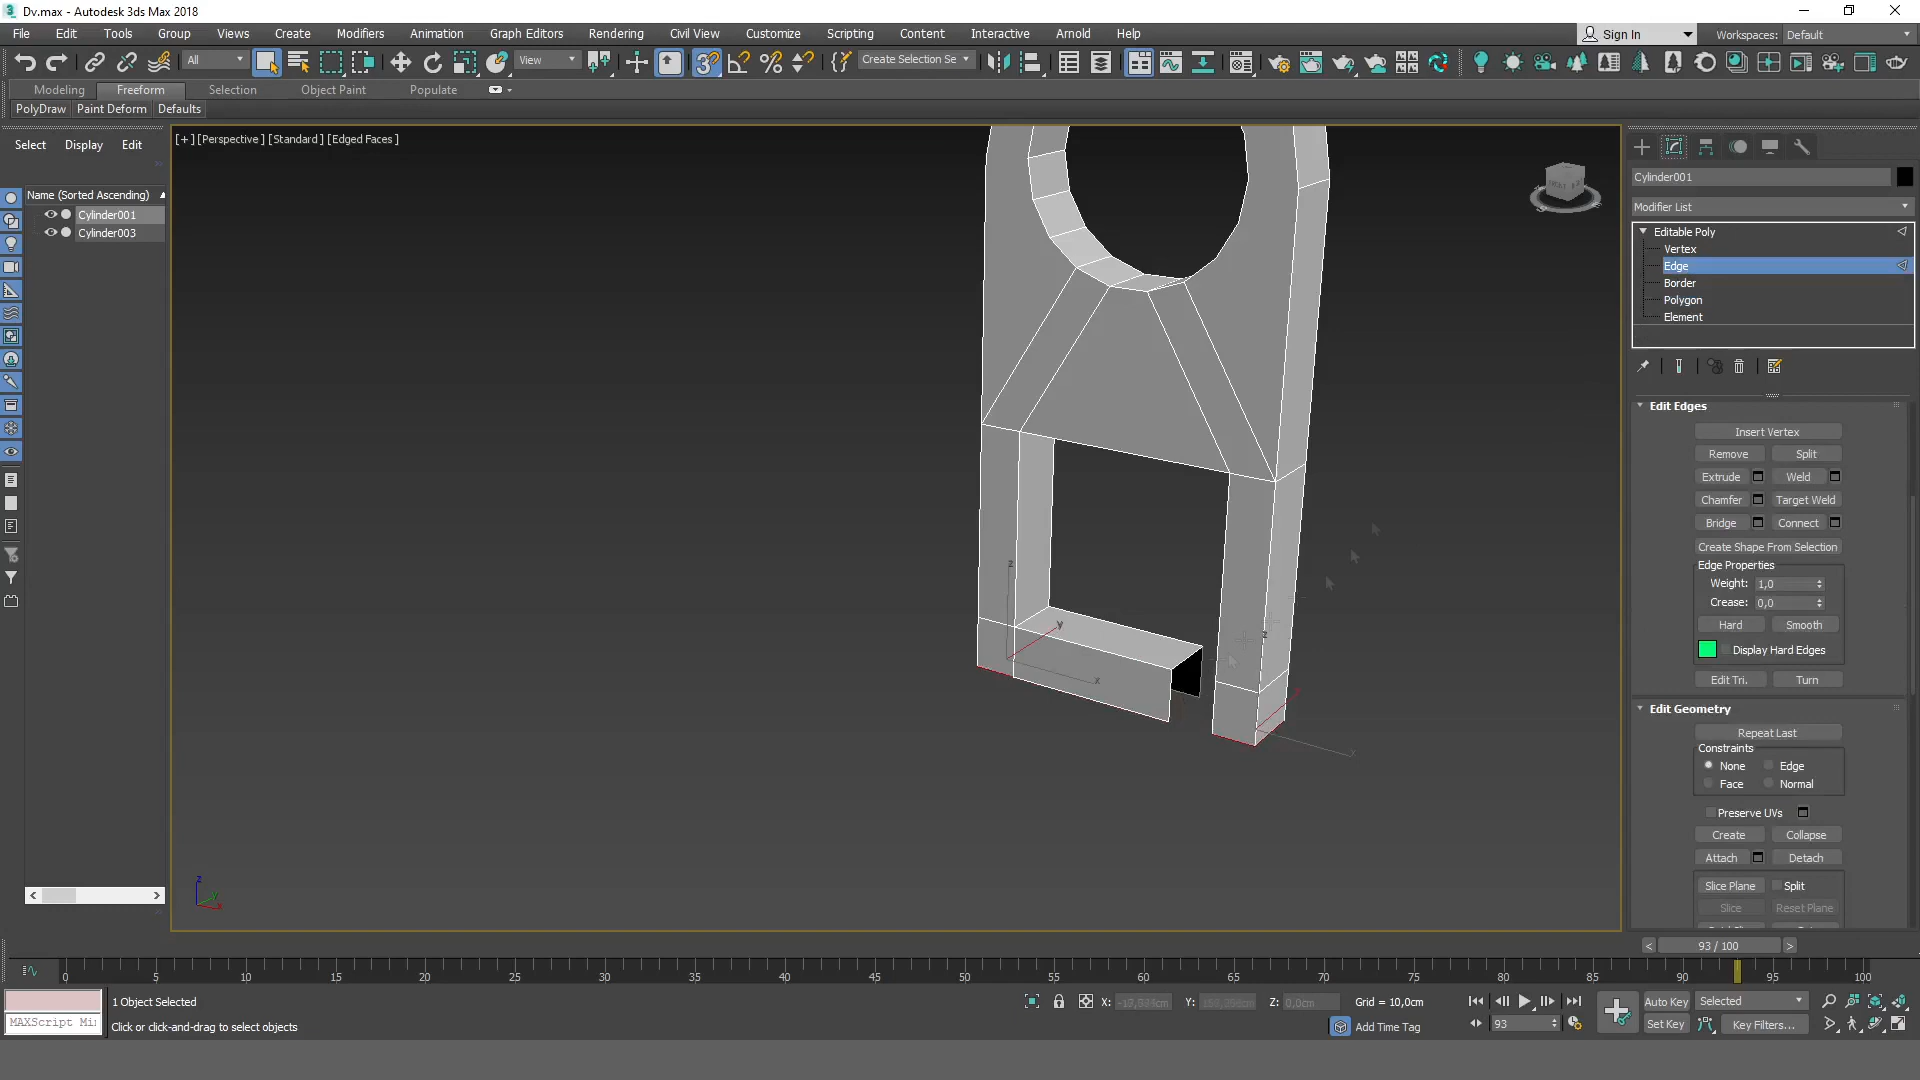 Dv.max - Autodesk 3ds Max 2018
File Edit Tools Group Views Create Modifiers Animation Graph Editors Rendering Civil View Customize Scripting Content Interactive Arnold Help
Sign In
Workspaces: Default
All
View
Create Selection Se
Modeling Freeform Selection Object Paint Populate
PolyDraw Paint Deform Defaults
Select Display Edit
Name (Sorted Ascending)
Cylinder001
Cylinder003
[+] [Perspective] [Standard] [Edged Faces]
Cylinder001
Modifier List
Editable Poly
Vertex
Edge
Border
Polygon
Element
Edit Edges
Insert Vertex
Remove Split
Extrude Weld
Chamfer Target Weld
Bridge Connect
Create Shape From Selection
Edge Properties
Weight: 1,0
Crease: 0,0
Hard Smooth
Display Hard Edges
Edit Tri. Turn
Edit Geometry
Repeat Last
Constraints
None Edge
Face Normal
Preserve UVs
Create Collapse
Attach Detach
Slice Plane Split
Slice Reset Plane
z
y
x
z
x
z
93 / 100
0 5 10 15 20 25 30 35 40 45 50 55 60 65 70 75 80 85 90 95 100
1 Object Selected
X: Y: Z: 0,0cm
Grid = 10,0cm
Auto Key Selected
MAXScript Mi
Click or click-and-drag to select objects
Add Time Tag
93
Set Key Key Filters...